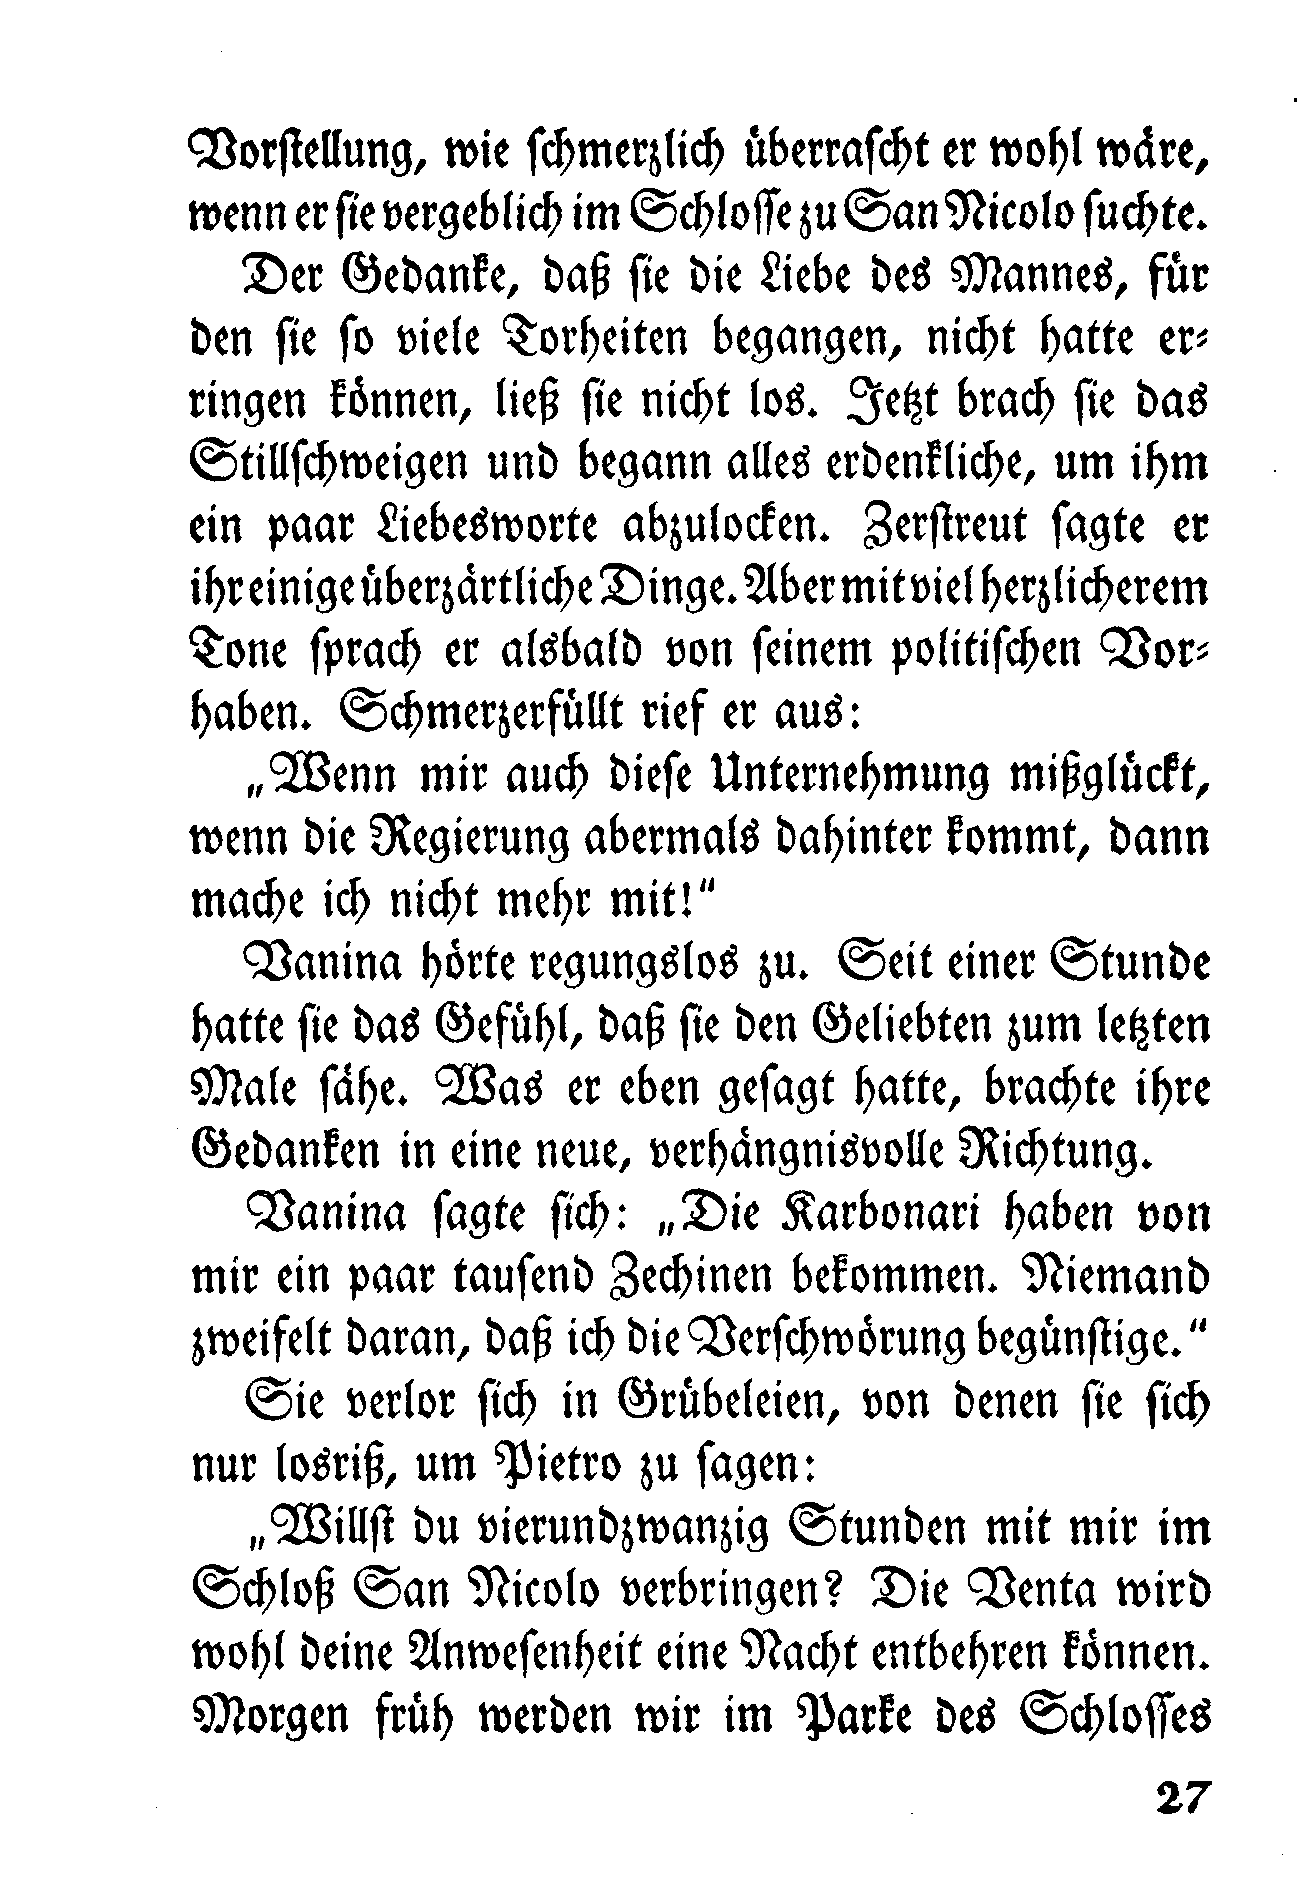 Vorstellung, wie schmerzlich überrascht er wohl wäre,
wenn er sie vergeblich im Schlosse zu San Nicolo suchte.
Der Gedanke, daß sie die Liebe des Mannes, für
den sie so viele Torheiten begangen, nicht hatte er-
ringen können, ließ sie nicht los. Jetzt brach sie das
Stillschweigen und begann alles erdenkliche, um ihm
ein paar Liebesworte abzulocken. Zerstreut sagte er
ihr einige überzärtliche Dinge. Aber mit viel herzlicherem
Tone sprach er alsbald von seinem politischen Vor-
haben. Schmerzerfüllt rief er aus:
„Wenn mir auch diese Unternehmung mißglückt,
wenn die Regierung abermals dahinter kommt, dann
mache ich nicht mehr mit!“
Vanina hörte regungslos zu. Seit einer Stunde
hatte sie das Gefühl, daß sie den Geliebten zum letzten
Male sähe. Was er eben gesagt hatte, brachte ihre
Gedanken in eine neue, verhängnisvolle Richtung.
Vanina sagte sich: „Die Karbonari haben von
mir ein paar tausend Zechinen bekommen. Niemand
zweifelt daran, daß ich die Verschwörung begünstige.“
Sie verlor sich in Grübeleien, von denen sie sich
nur losriß, um Pietro zu sagen:
„Willst du vierundzwanzig Stunden mit mir im
Schloß San Nicolo verbringen? Die Venta wird
wohl deine Anwesenheit eine Nacht entbehren können.
Morgen früh werden wir im Parke des Schlosses
27